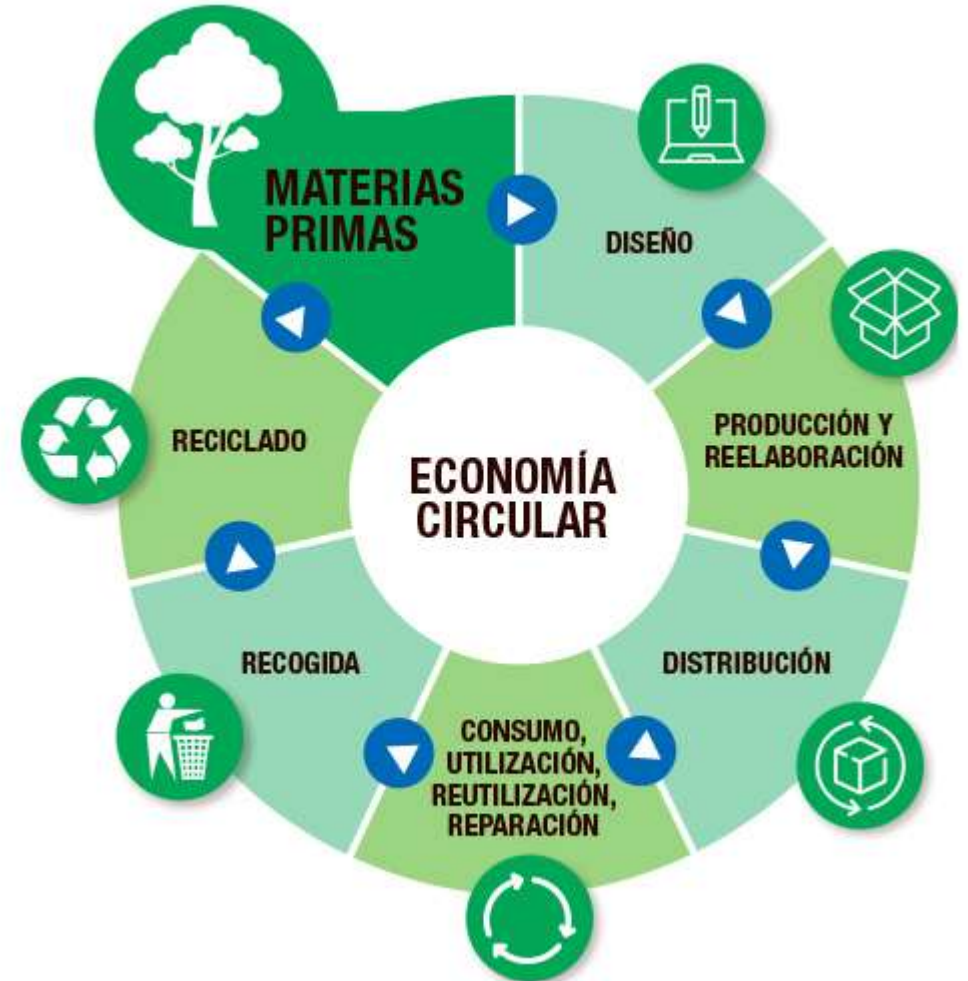 MATERIAS
PRIMAS
DISEÑO
PRODUCCIÓN Y
REELABORACIÓN
DISTRIBUCIÓN
CONSUMO,
UTILIZACIÓN,
REUTILIZACIÓN,
REPARACIÓN
RECOGIDA
RECICLADO
ECONOMÍA
CIRCULAR